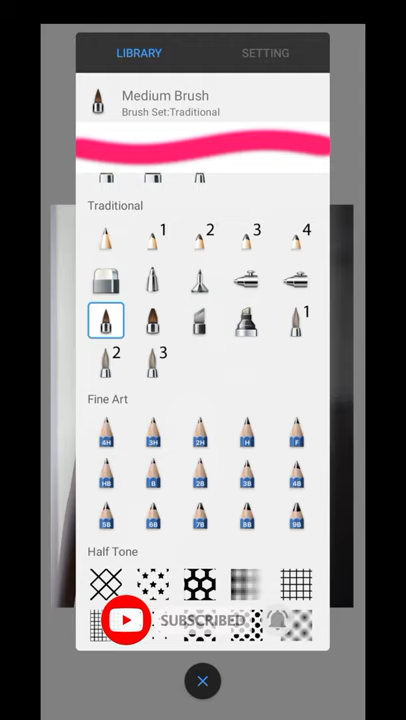 LIBRARY SETTING
Medium Brush
Brush Set:Traditional
Traditional
1 2 3 4
1
2 3
Fine Art
4H 3H 2H H F
HB B 2B 3B 4B
5B 6B 7B 8B 9B
Half Tone
SUBSCRIBED